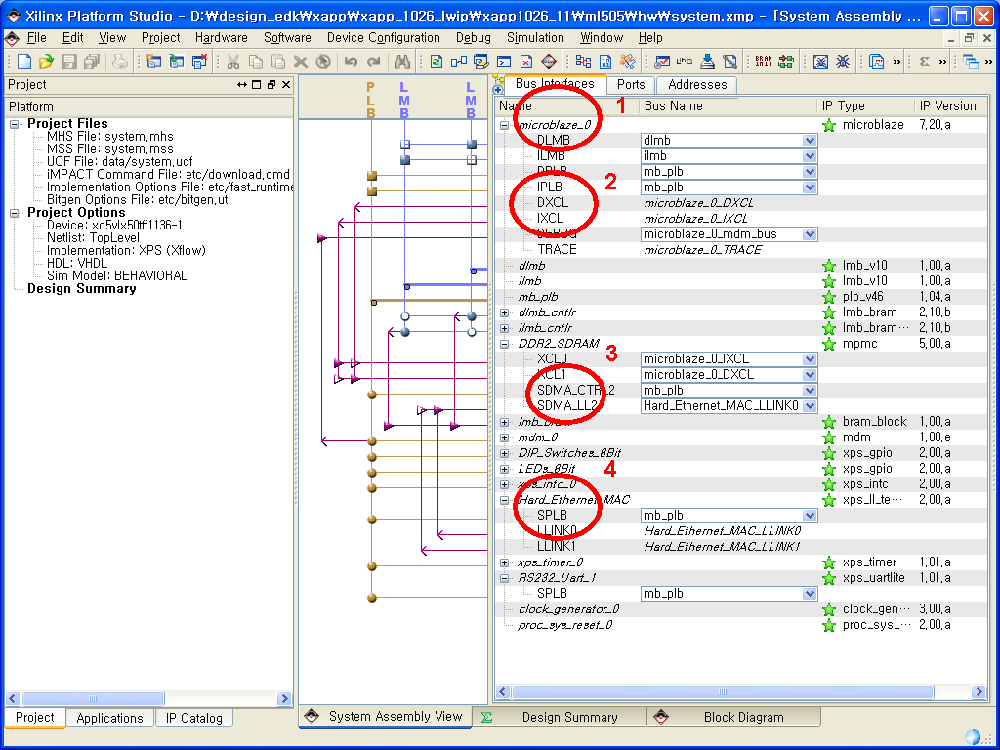 Xilinx Platform Studio - D:₩design_edk₩xapp₩xapp_1026_lwip₩xapp1026_11₩ml505₩hw₩system.xmp - [System Assembly ...
File Edit View Project Hardware Software Device Configuration Debug Simulation Window Help
Project
Platform
Project Files
MHS File: system.mhs
MSS File: system.mss
UCF File: data/system.ucf
iMPACT Command File: etc/download.cmd
Implementation Options File: etc/fast_runtime
Bitgen Options File: etc/bitgen.ut
Project Options
Device: xc5vlx50tff1136-1
Netlist: TopLevel
Implementation: XPS (Xflow)
HDL: VHDL
Sim Model: BEHAVIORAL
Design Summary
Project Applications IP Catalog
PLB LMB LMB
Bus Interfaces Ports Addresses
Name Bus Name IP Type IP Version
1
microblaze_0 microblaze 7,20,a
DLMB dlmb
ILMB ilmb
DPLB mb_plb
2
IPLB mb_plb
DXCL microblaze_0_DXCL
IXCL microblaze_0_IXCL
DEBUG microblaze_0_mdm_bus
TRACE microblaze_0_TRACE
dlmb lmb_v10 1,00,a
ilmb lmb_v10 1,00,a
mb_plb plb_v46 1,04,a
dlmb_cntlr lmb_bram··· 2,10,b
ilmb_cntlr lmb_bram··· 2,10,b
DDR2_SDRAM mpmc 5,00,a
3
XCL0 microblaze_0_IXCL
XCL1 microblaze_0_DXCL
SDMA_CTRL2 mb_plb
SDMA_LL2 Hard_Ethernet_MAC_LLINK0
lmb_bram bram_block 1,00,a
mdm_0 mdm 1,00,e
DIP_Switches_8Bit xps_gpio 2,00,a
LEDs_8Bit xps_gpio 2,00,a
4
xps_intc_0 xps_intc 2,00,a
Hard_Ethernet_MAC xps_ll_te··· 2,00,a
SPLB mb_plb
LLINK0 Hard_Ethernet_MAC_LLINK0
LLINK1 Hard_Ethernet_MAC_LLINK1
xps_timer_0 xps_timer 1,01,a
RS232_Uart_1 xps_uartlite 1,01,a
SPLB mb_plb
clock_generator_0 clock_gen··· 3,00,a
proc_sys_reset_0 proc_sys_··· 2,00,a
System Assembly View Design Summary Block Diagram